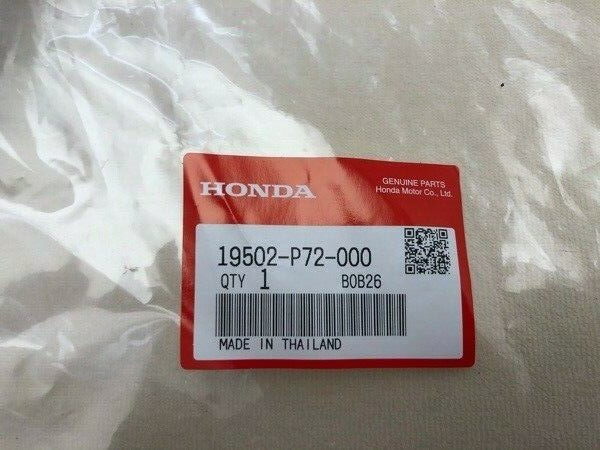 HONDA
GENUINE PARTS
Honda Motor Co., Ltd.
19502-P72-000
QTY 1 B0B26
MADE IN THAILAND